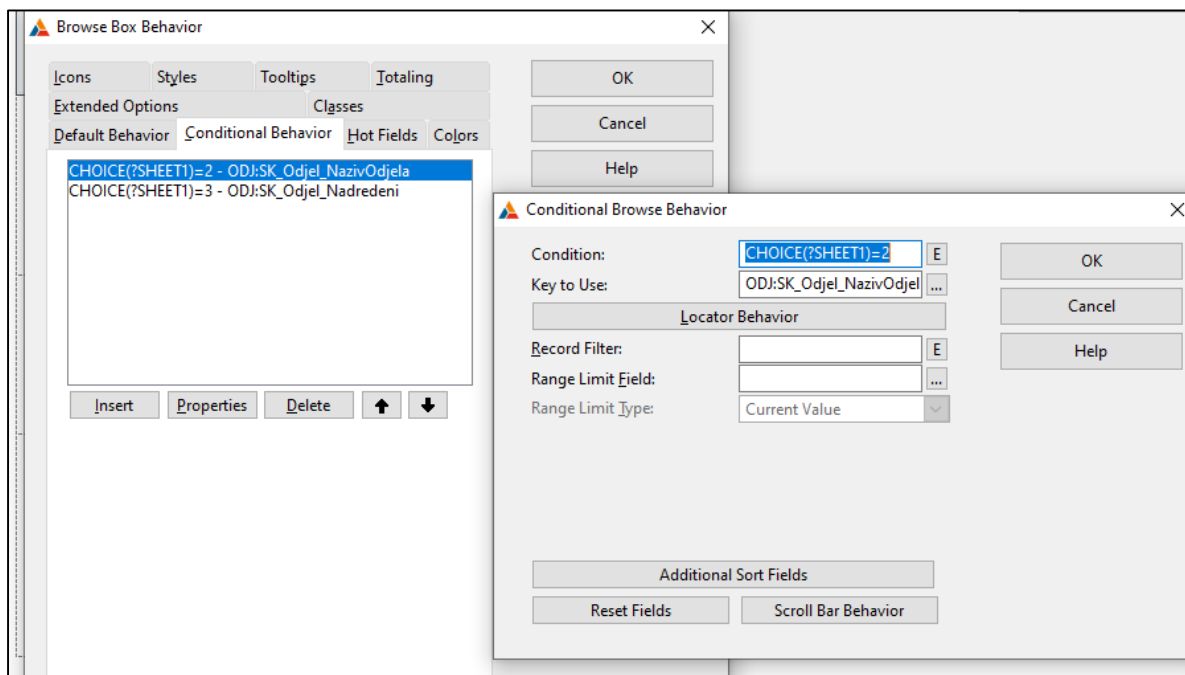 Browse Box Behavior
Icons Styles Tooltips Totaling
Extended Options Classes
Default Behavior Conditional Behavior Hot Fields Colors
OK
Cancel
Help
CHOICE(?SHEET1)=2 - ODJ:SK_Odjel_NazivOdjela
CHOICE(?SHEET1)=3 - ODJ:SK_Odjel_Nadredeni
Insert Properties Delete
Conditional Browse Behavior
Condition: CHOICE(?SHEET1)=2 E
Key to Use: ODJ:SK_Odjel_NazivOdjel ...
Locator Behavior
Record Filter: E
Range Limit Field: ...
Range Limit Type: Current Value
Additional Sort Fields
Reset Fields Scroll Bar Behavior
OK
Cancel
Help